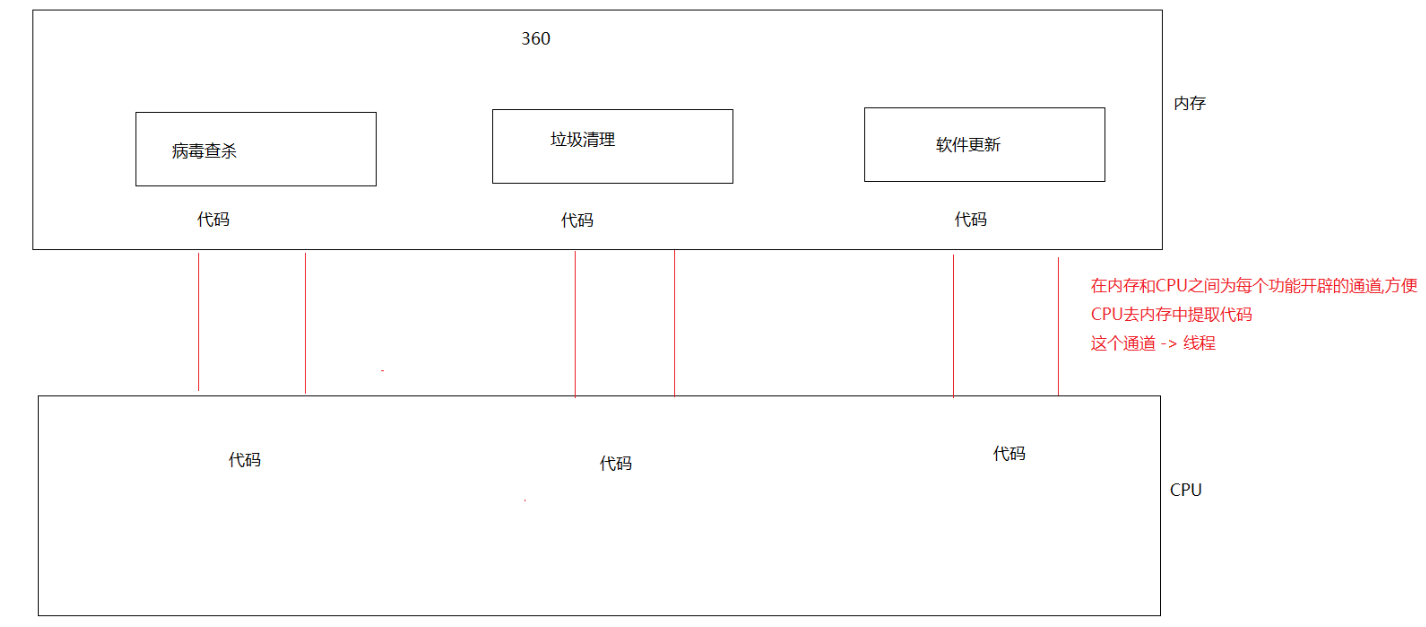 360
内存
病毒查杀
垃圾清理
软件更新
代码
代码
代码
在内存和CPU之间为每个功能开辟的通道,方便
CPU去内存中提取代码
这个通道 -> 线程
代码
代码
代码
CPU